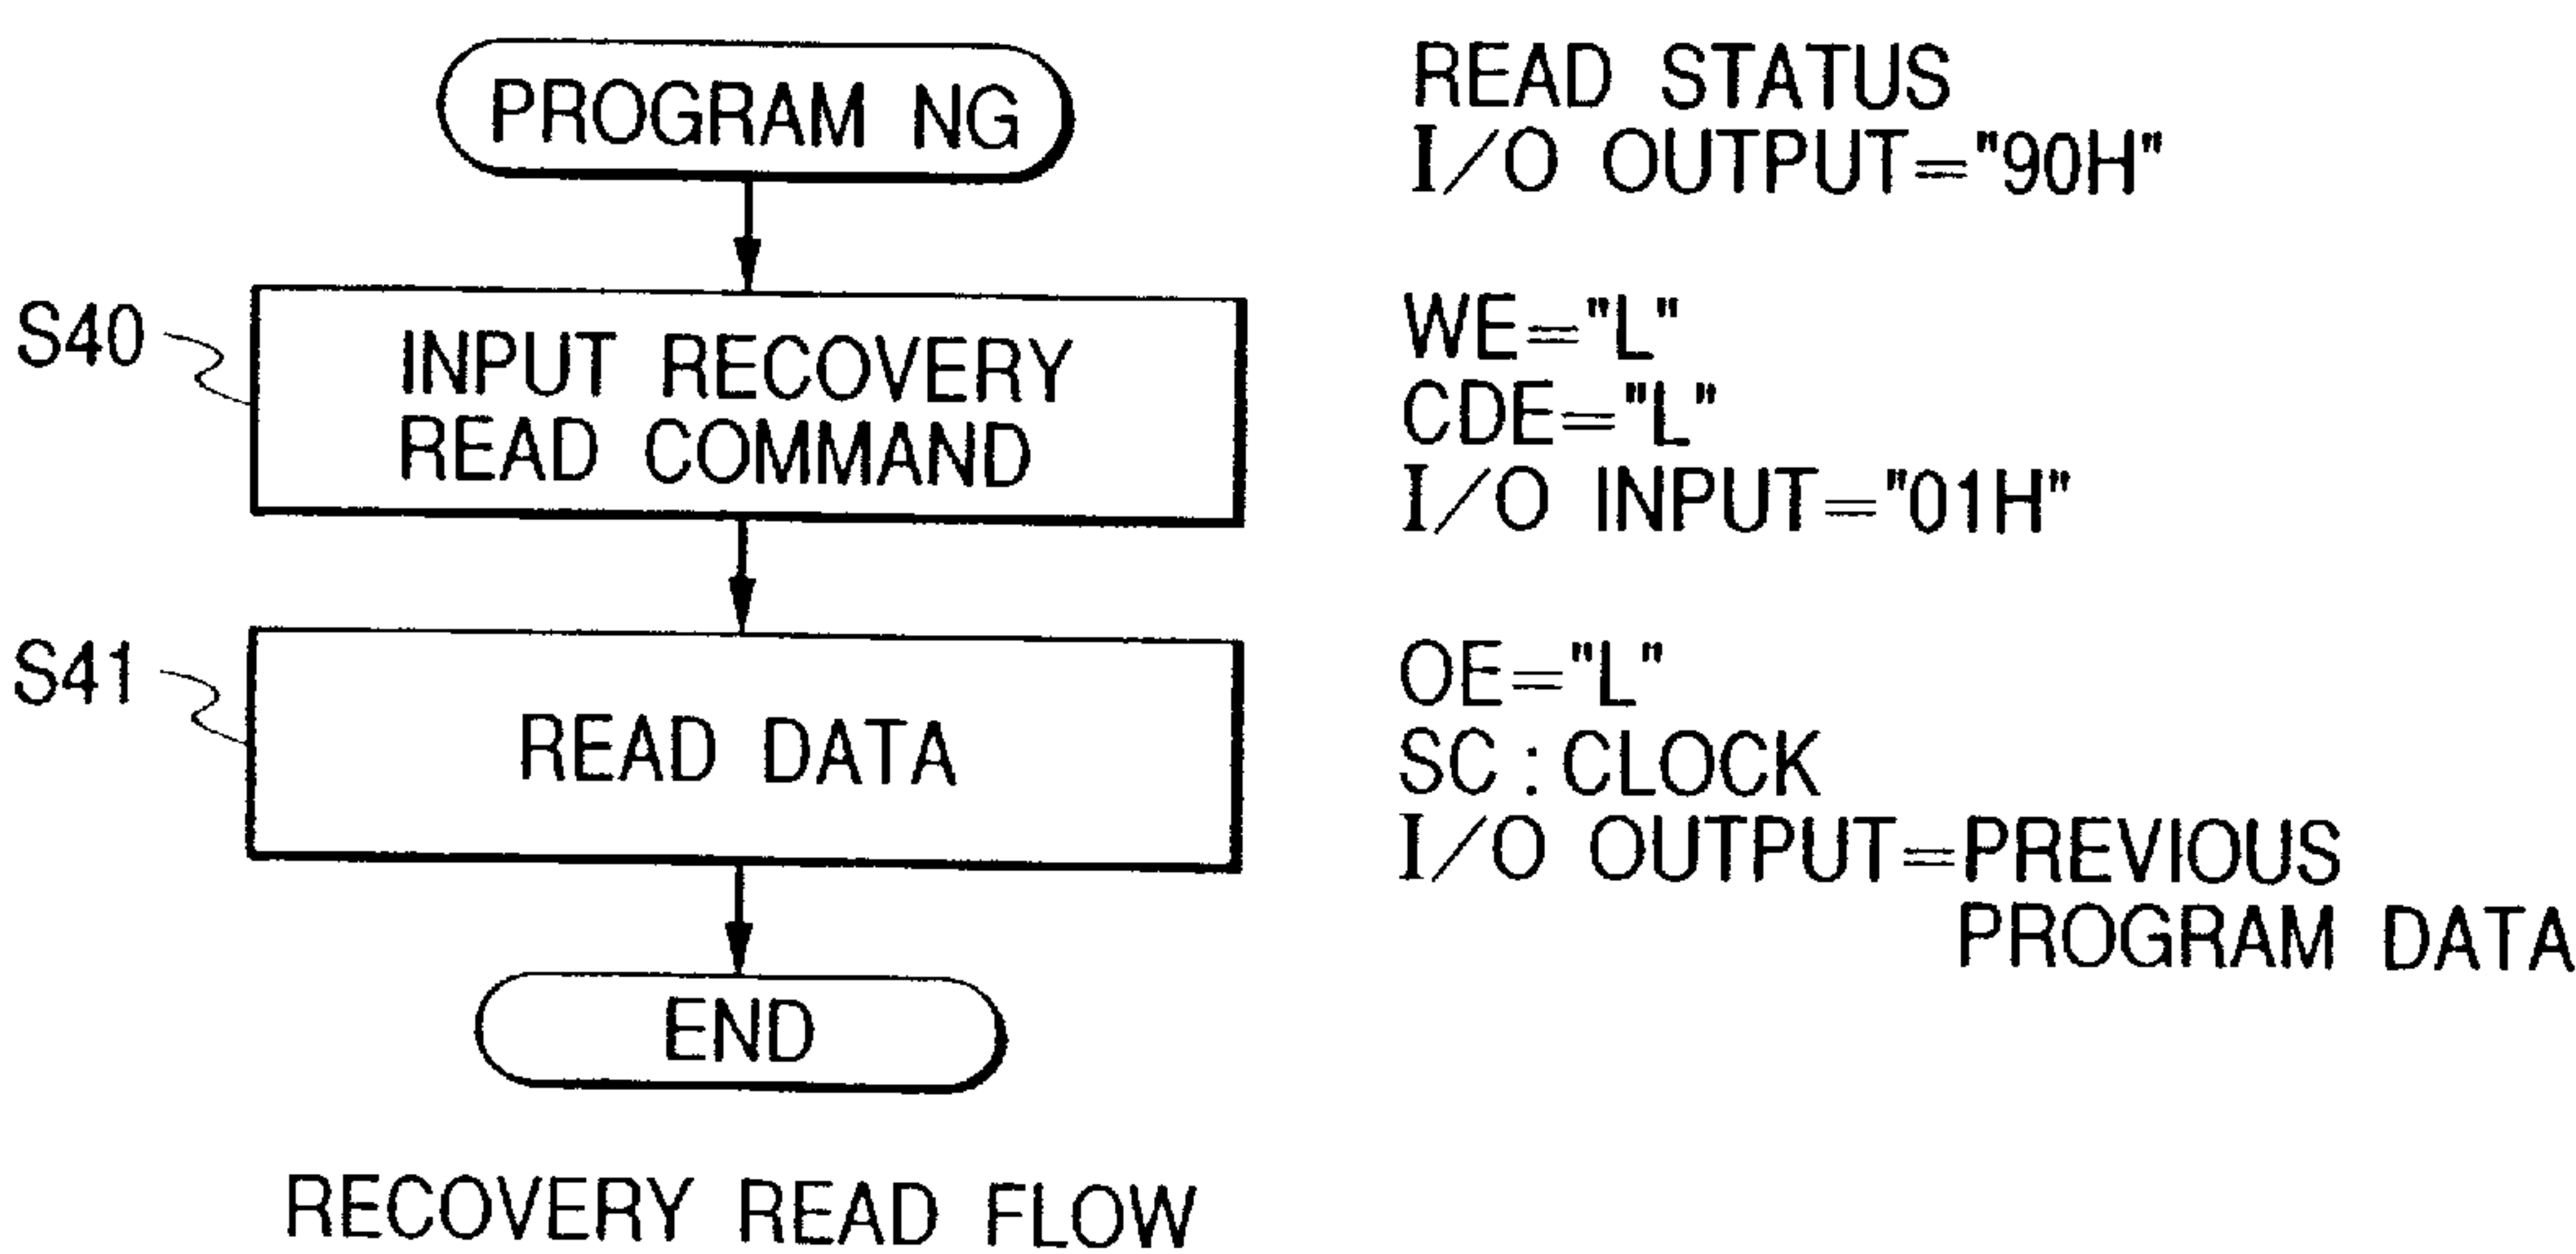 PROGRAM NG
READ STATUS
I/O OUTPUT="90H"
S40
INPUT RECOVERY
READ COMMAND
WE="L"
CDE="L"
I/O INPUT="01H"
S41
READ DATA
OE="L"
SC:CLOCK
I/O OUTPUT=PREVIOUS
PROGRAM DATA
END
RECOVERY READ FLOW